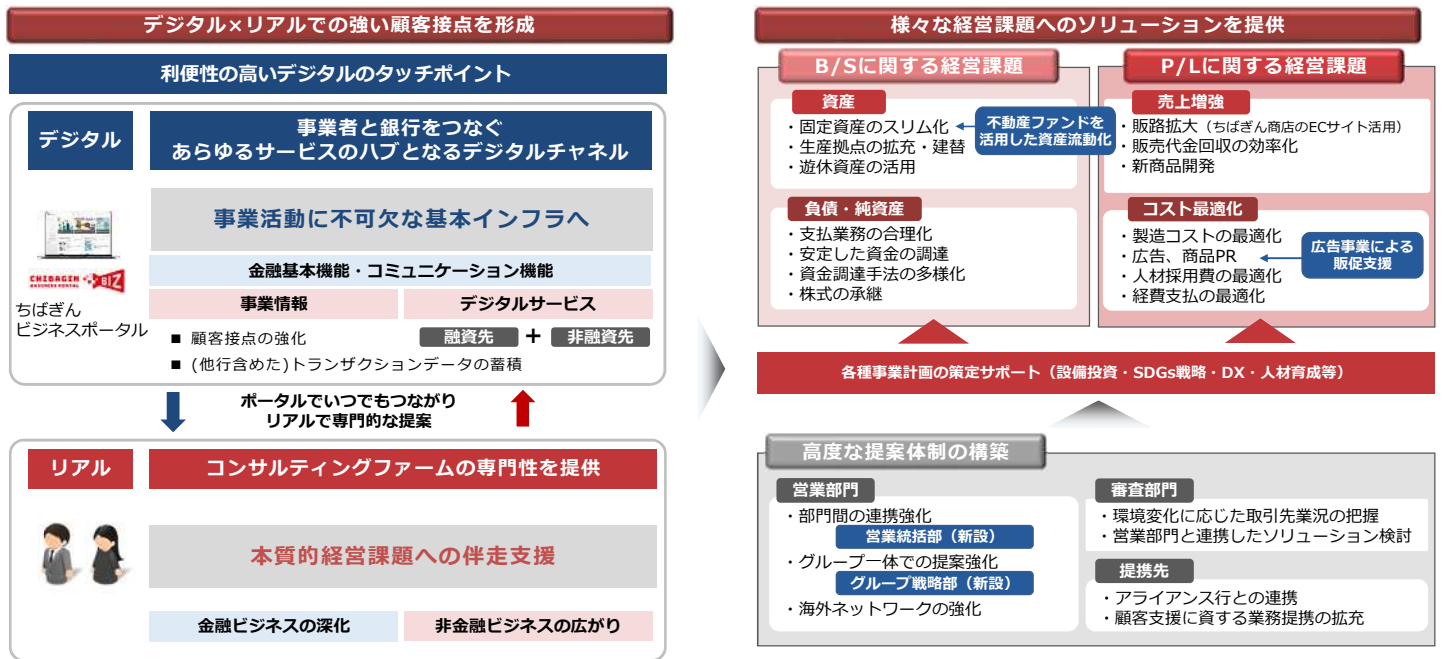 デジタル×リアルでの強い顧客接点を形成
利便性の高いデジタルのタッチポイント
デジタル
事業者と銀行をつなぐ
あらゆるサービスのハブとなるデジタルチャネル
事業活動に不可欠な基本インフラへ
金融基本機能・コミュニケーション機能
事業情報
デジタルサービス
CHIBAGIN BIZ
BUSINESS PORTAL
ちばぎん
ビジネスポータル
■ 顧客接点の強化
融資先 + 非融資先
■ (他行含めた)トランザクションデータの蓄積
ポータルでいつでもつながり
リアルで専門的な提案
リアル
コンサルティングファームの専門性を提供
本質的経営課題への伴走支援
金融ビジネスの深化
非金融ビジネスの広がり
様々な経営課題へのソリューションを提供
B/Sに関する経営課題
資産
・固定資産のスリム化
・生産拠点の拡充・建替
・遊休資産の活用
不動産ファンドを
活用した資産流動化
負債・純資産
・支払業務の合理化
・安定した資金の調達
・資金調達手法の多様化
・株式の承継
P/Lに関する経営課題
売上増強
・販路拡大（ちばぎん商店のECサイト活用）
・販売代金回収の効率化
・新商品開発
コスト最適化
・製造コストの最適化
・広告、商品PR
・人材採用費の最適化
・経費支払の最適化
広告事業による
販促支援
各種事業計画の策定サポート（設備投資・SDGs戦略・DX・人材育成等）
高度な提案体制の構築
営業部門
・部門間の連携強化
営業統括部（新設）
・グループ一体での提案強化
グループ戦略部（新設）
・海外ネットワークの強化
審査部門
・環境変化に応じた取引先業況の把握
・営業部門と連携したソリューション検討
提携先
・アライアンス行との連携
・顧客支援に資する業務提携の拡充